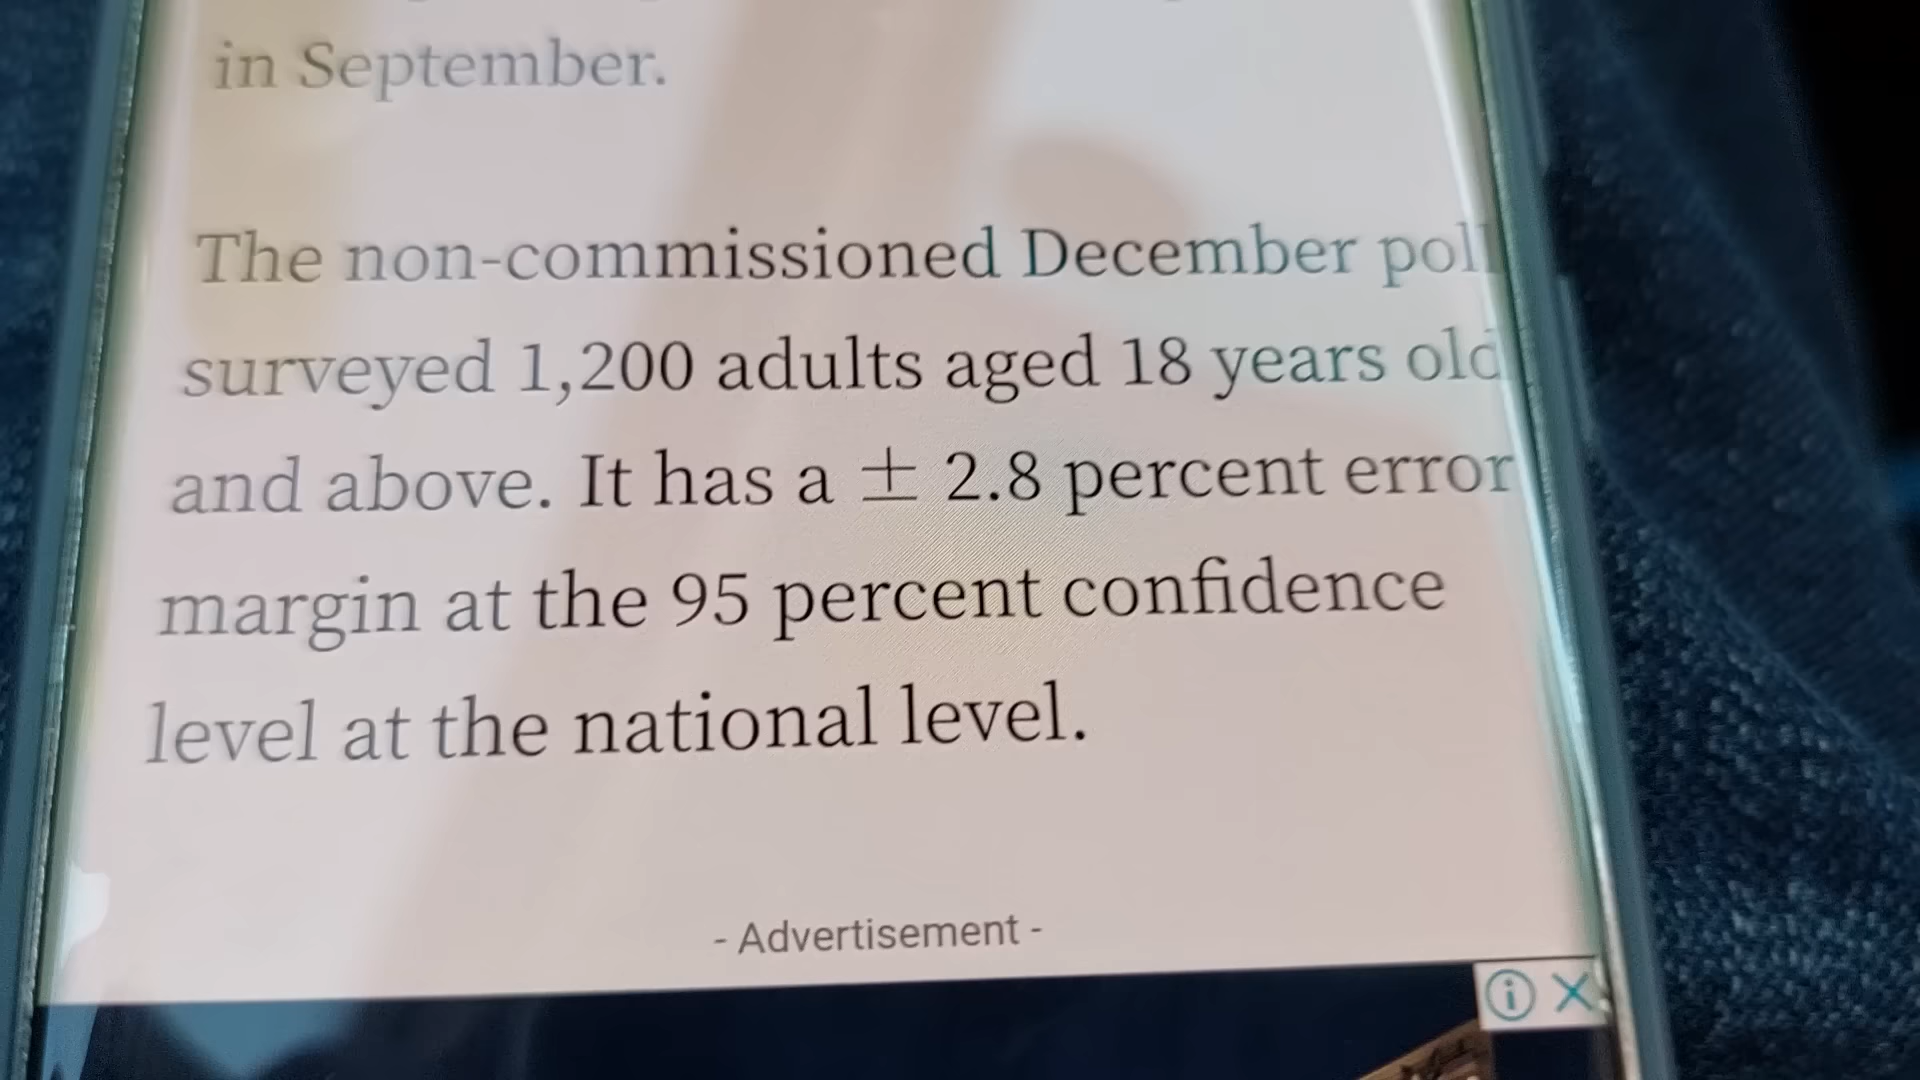 in September.
The non-commissioned December poll
surveyed 1,200 adults aged 18 years old
and above. It has a ± 2.8 percent error
margin at the 95 percent confidence
level at the national level.
- Advertisement -